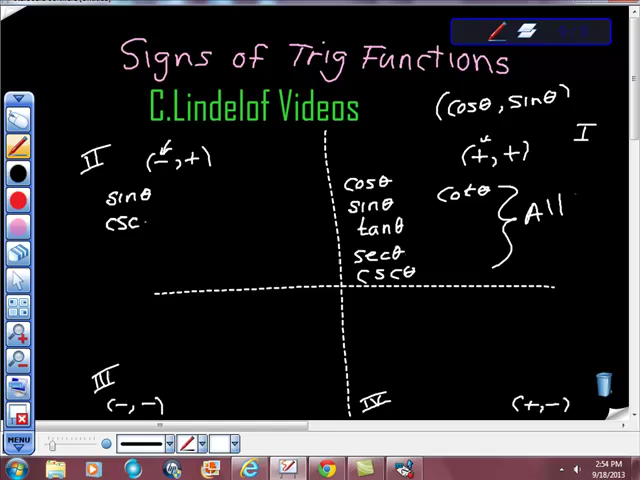 Signs of Trig Functions
C.Lindelof Videos
(cosθ, sinθ)
I
II (-,+)
(+,+)
sinθ
csc
cosθ
sinθ
tanθ
secθ
cscθ
cotθ
All
III
(-,-)
IV
(+,-)
MENU
2:54 PM
9/18/2013